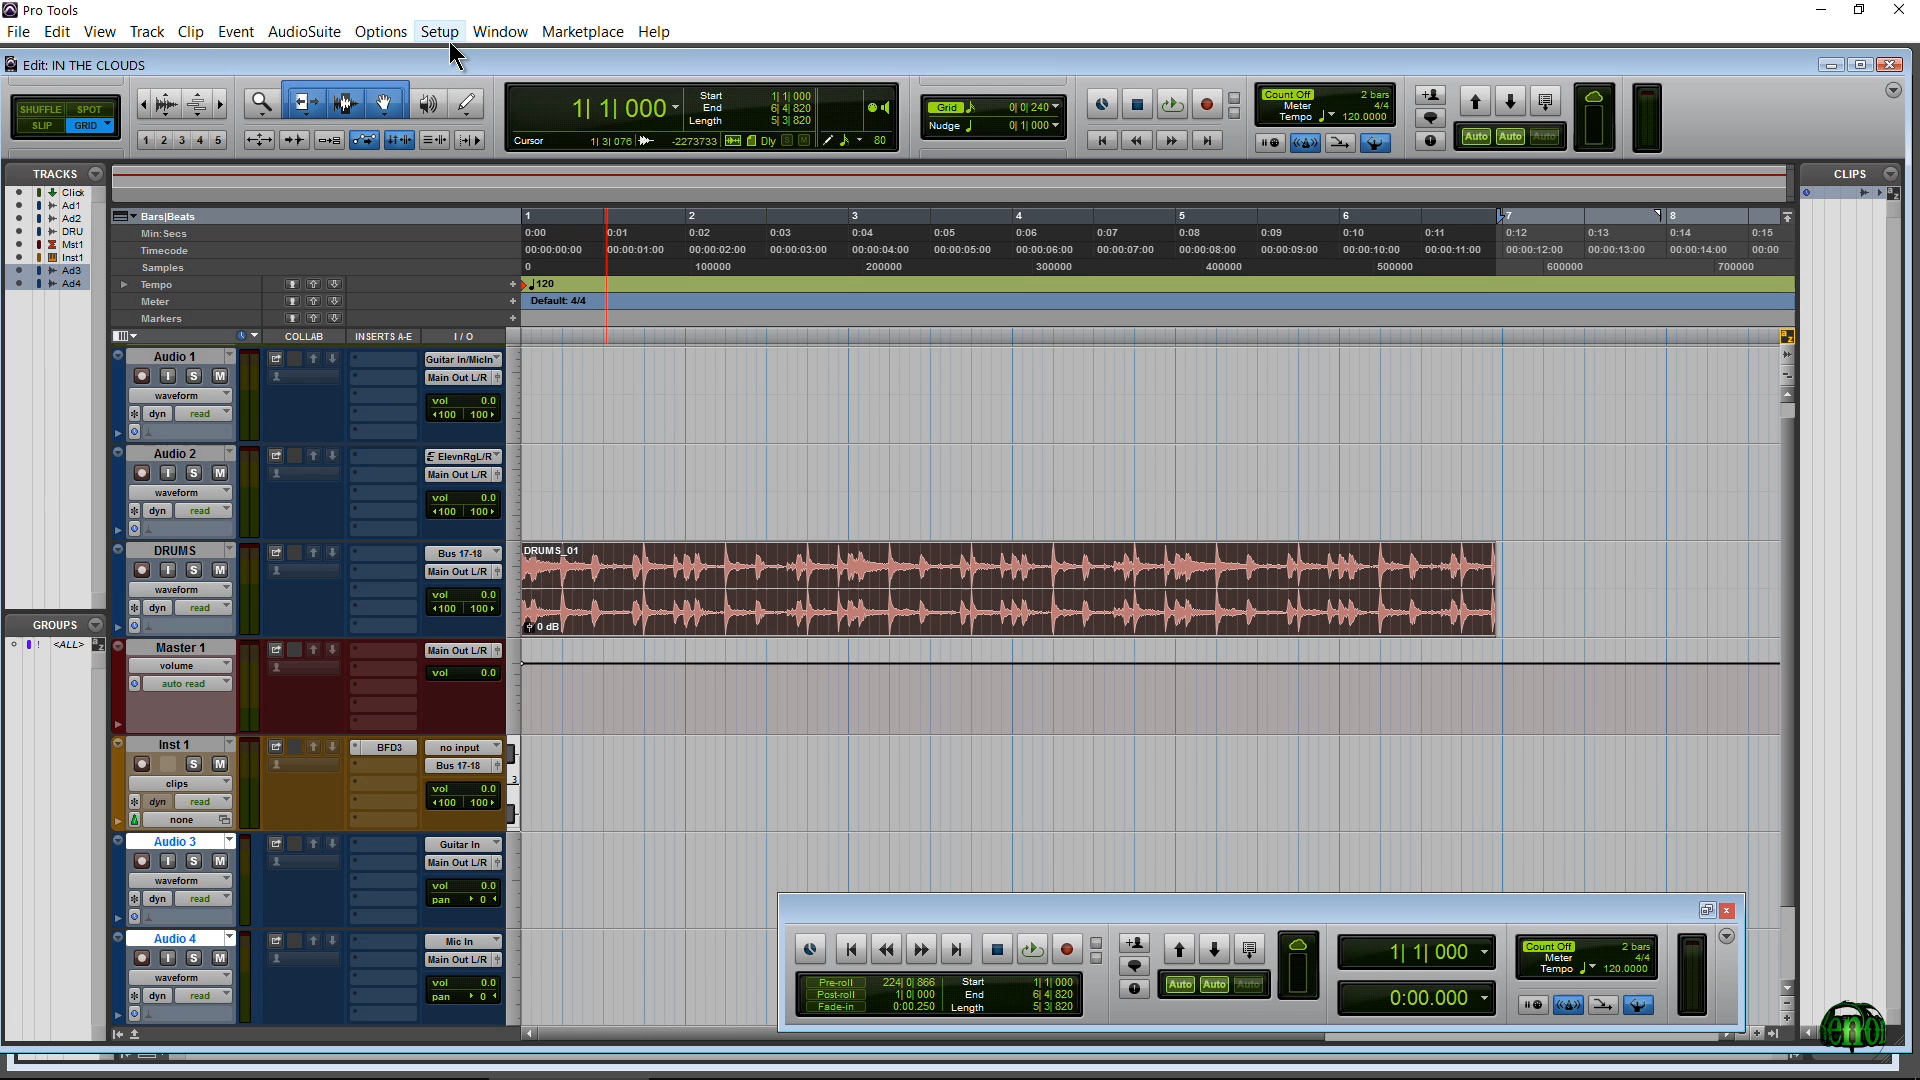 Pro Tools
File Edit View Track Clip Event AudioSuite Options Setup Window Marketplace Help
Edit: IN THE CLOUDS
SHUFFLE SPOT
SLIP GRID
1 2 3 4 5
1| 1| 000
Start 1| 1| 000
End 6| 4| 820
Length 5| 3| 820
Cursor 1| 3| 076 -2273733 Dly S M 80
Grid 0| 0| 240
Nudge 0| 1| 000
Count Off 2 bars
Meter 4/4
Tempo 120.0000
Auto Auto Auto
TRACKS
Click
Ad1
Ad2
DRU
Mst1
Inst1
Ad3
Ad4
GROUPS
! <ALL>
CLIPS
Bars|Beats 1 2 3 4 5 6 7 8
Min:Secs 0:00 0:01 0:02 0:03 0:04 0:05 0:06 0:07 0:08 0:09 0:10 0:11 0:12 0:13 0:14 0:15
Timecode 00:00:00:00 00:00:01:00 00:00:02:00 00:00:03:00 00:00:04:00 00:00:05:00 00:00:06:00 00:00:07:00 00:00:08:00 00:00:09:00 00:00:10:00 00:00:11:00 00:00:12:00 00:00:13:00 00:00:14:00 00:00
Samples 0 100000 200000 300000 400000 500000 600000 700000
Tempo 120
Meter Default: 4/4
Markers
COLLAB INSERTS A-E I / O
Audio 1 Guitar In/MicIn
I S M Main Out L/R
waveform vol 0.0
dyn read 100 100
Audio 2 ElevnRgL/R
I S M Main Out L/R
waveform vol 0.0
dyn read 100 100
DRUMS Bus 17-18 DRUMS_01
I S M Main Out L/R
waveform vol 0.0
dyn read 100 100
0 dB
Master 1 Main Out L/R
volume vol 0.0
auto read
Inst 1 BFD3 no input
S M Bus 17-18
clips vol 0.0
dyn read 100 100
none
3
Audio 3 Guitar In
I S M Main Out L/R
waveform vol 0.0
dyn read pan 0
Audio 4 Mic In
I S M Main Out L/R
waveform vol 0.0
dyn read pan 0
Pre-roll 224| 0| 866 Start 1| 1| 000
Post-roll 1| 0| 000 End 6| 4| 820
Fade-in 0:00.250 Length 5| 3| 820
Auto Auto Auto
1| 1| 000
0:00.000
Count Off 2 bars
Meter 4/4
Tempo 120.0000